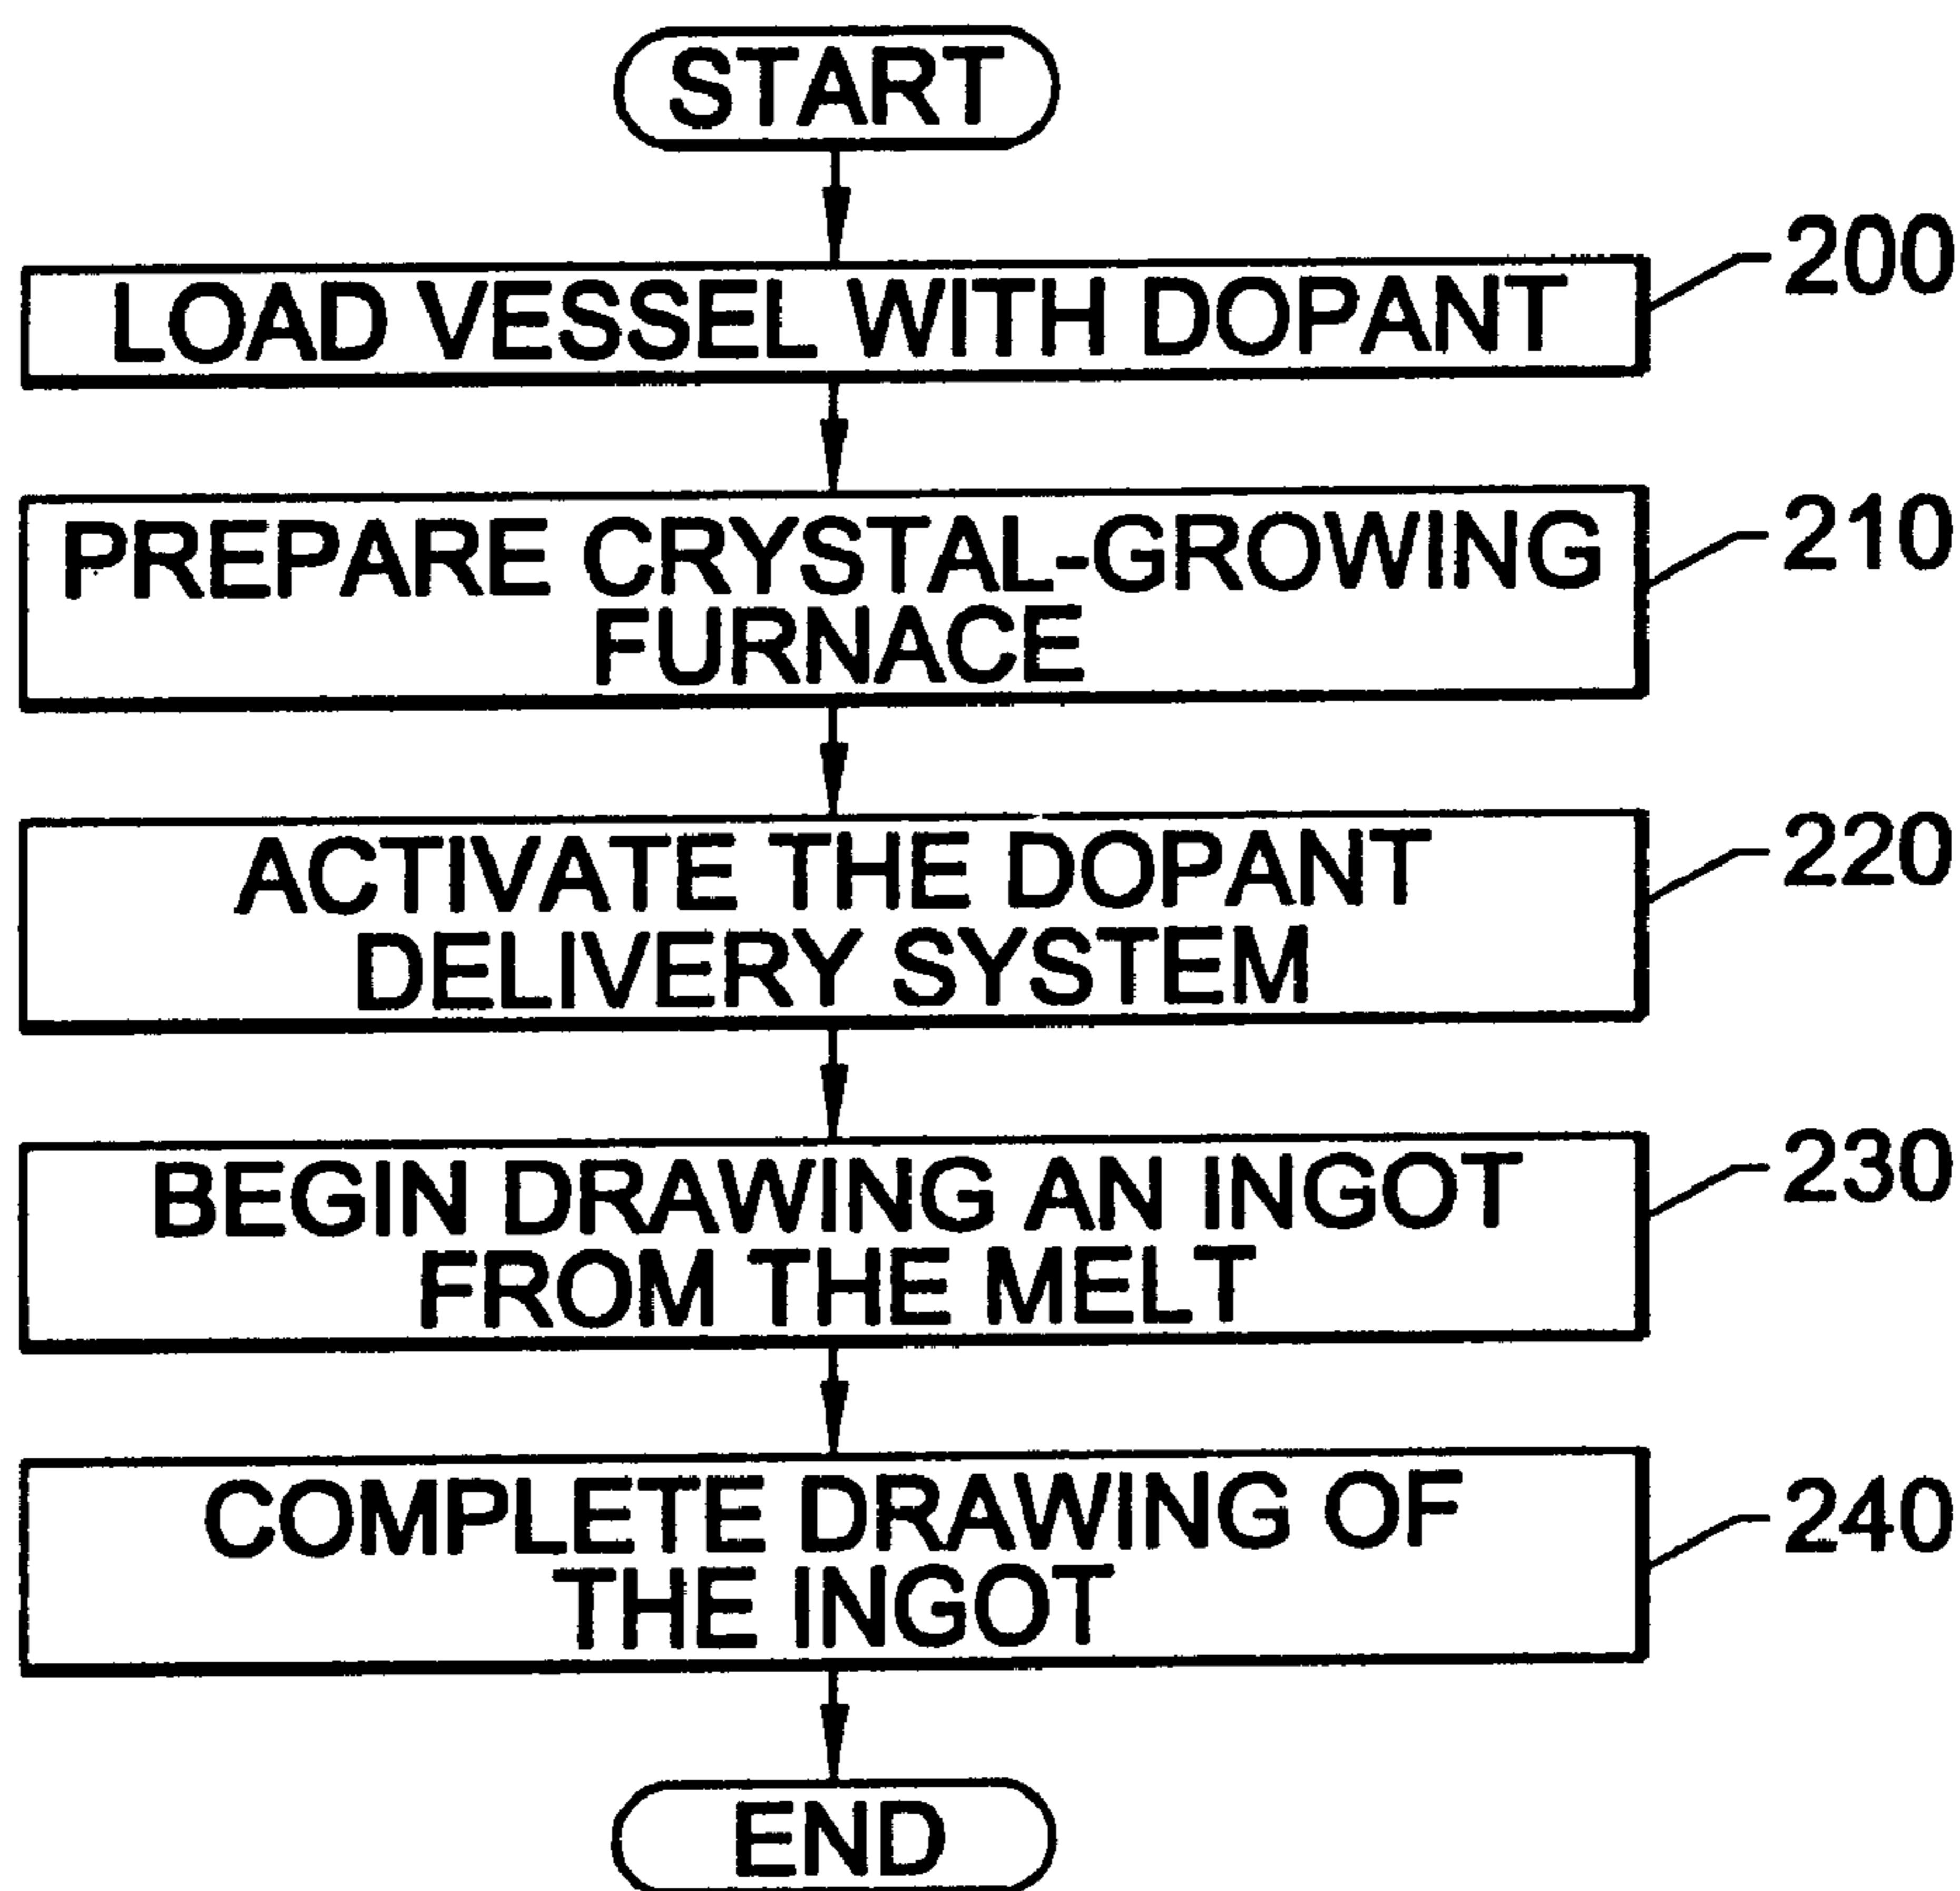 START
LOAD VESSEL WITH DOPANT
200
PREPARE CRYSTAL-GROWING
FURNACE
210
ACTIVATE THE DOPANT
DELIVERY SYSTEM
220
BEGIN DRAWING AN INGOT
FROM THE MELT
230
COMPLETE DRAWING OF
THE INGOT
240
END